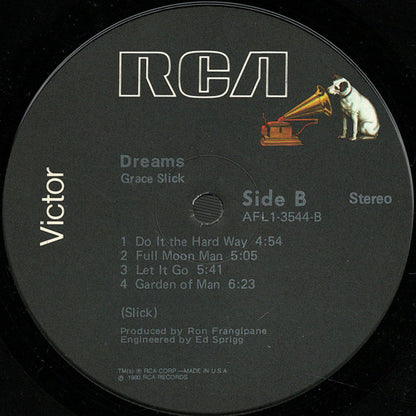 RCA
Victor
Dreams
Grace Slick
Side B
Stereo
AFL1-3544-B
1 Do It the Hard Way 4:54
2 Full Moon Man 5:05
3 Let It Go 5:41
4 Garden of Man 6:23
(Slick)
Produced by Ron Frangipane
Engineered by Ed Sprigg
TM(s) ® RCA CORP.—MADE IN U.S.A.
℗ 1980 RCA RECORDS